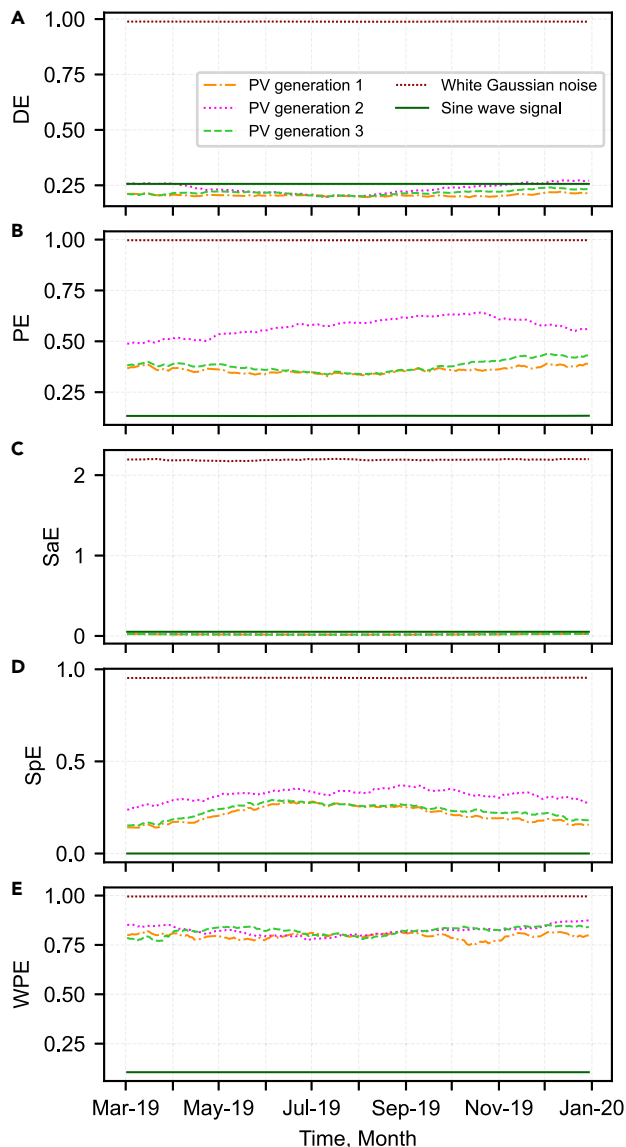 A
1.00
0.75
0.50
0.25
DE
PV generation 1
PV generation 2
PV generation 3
White Gaussian noise
Sine wave signal
B
1.00
0.75
0.50
0.25
PE
C
2
1
0
SaE
D
1.0
0.5
0.0
SpE
E
1.00
0.75
0.50
0.25
WPE
Mar-19 May-19 Jul-19 Sep-19 Nov-19 Jan-20
Time, Month